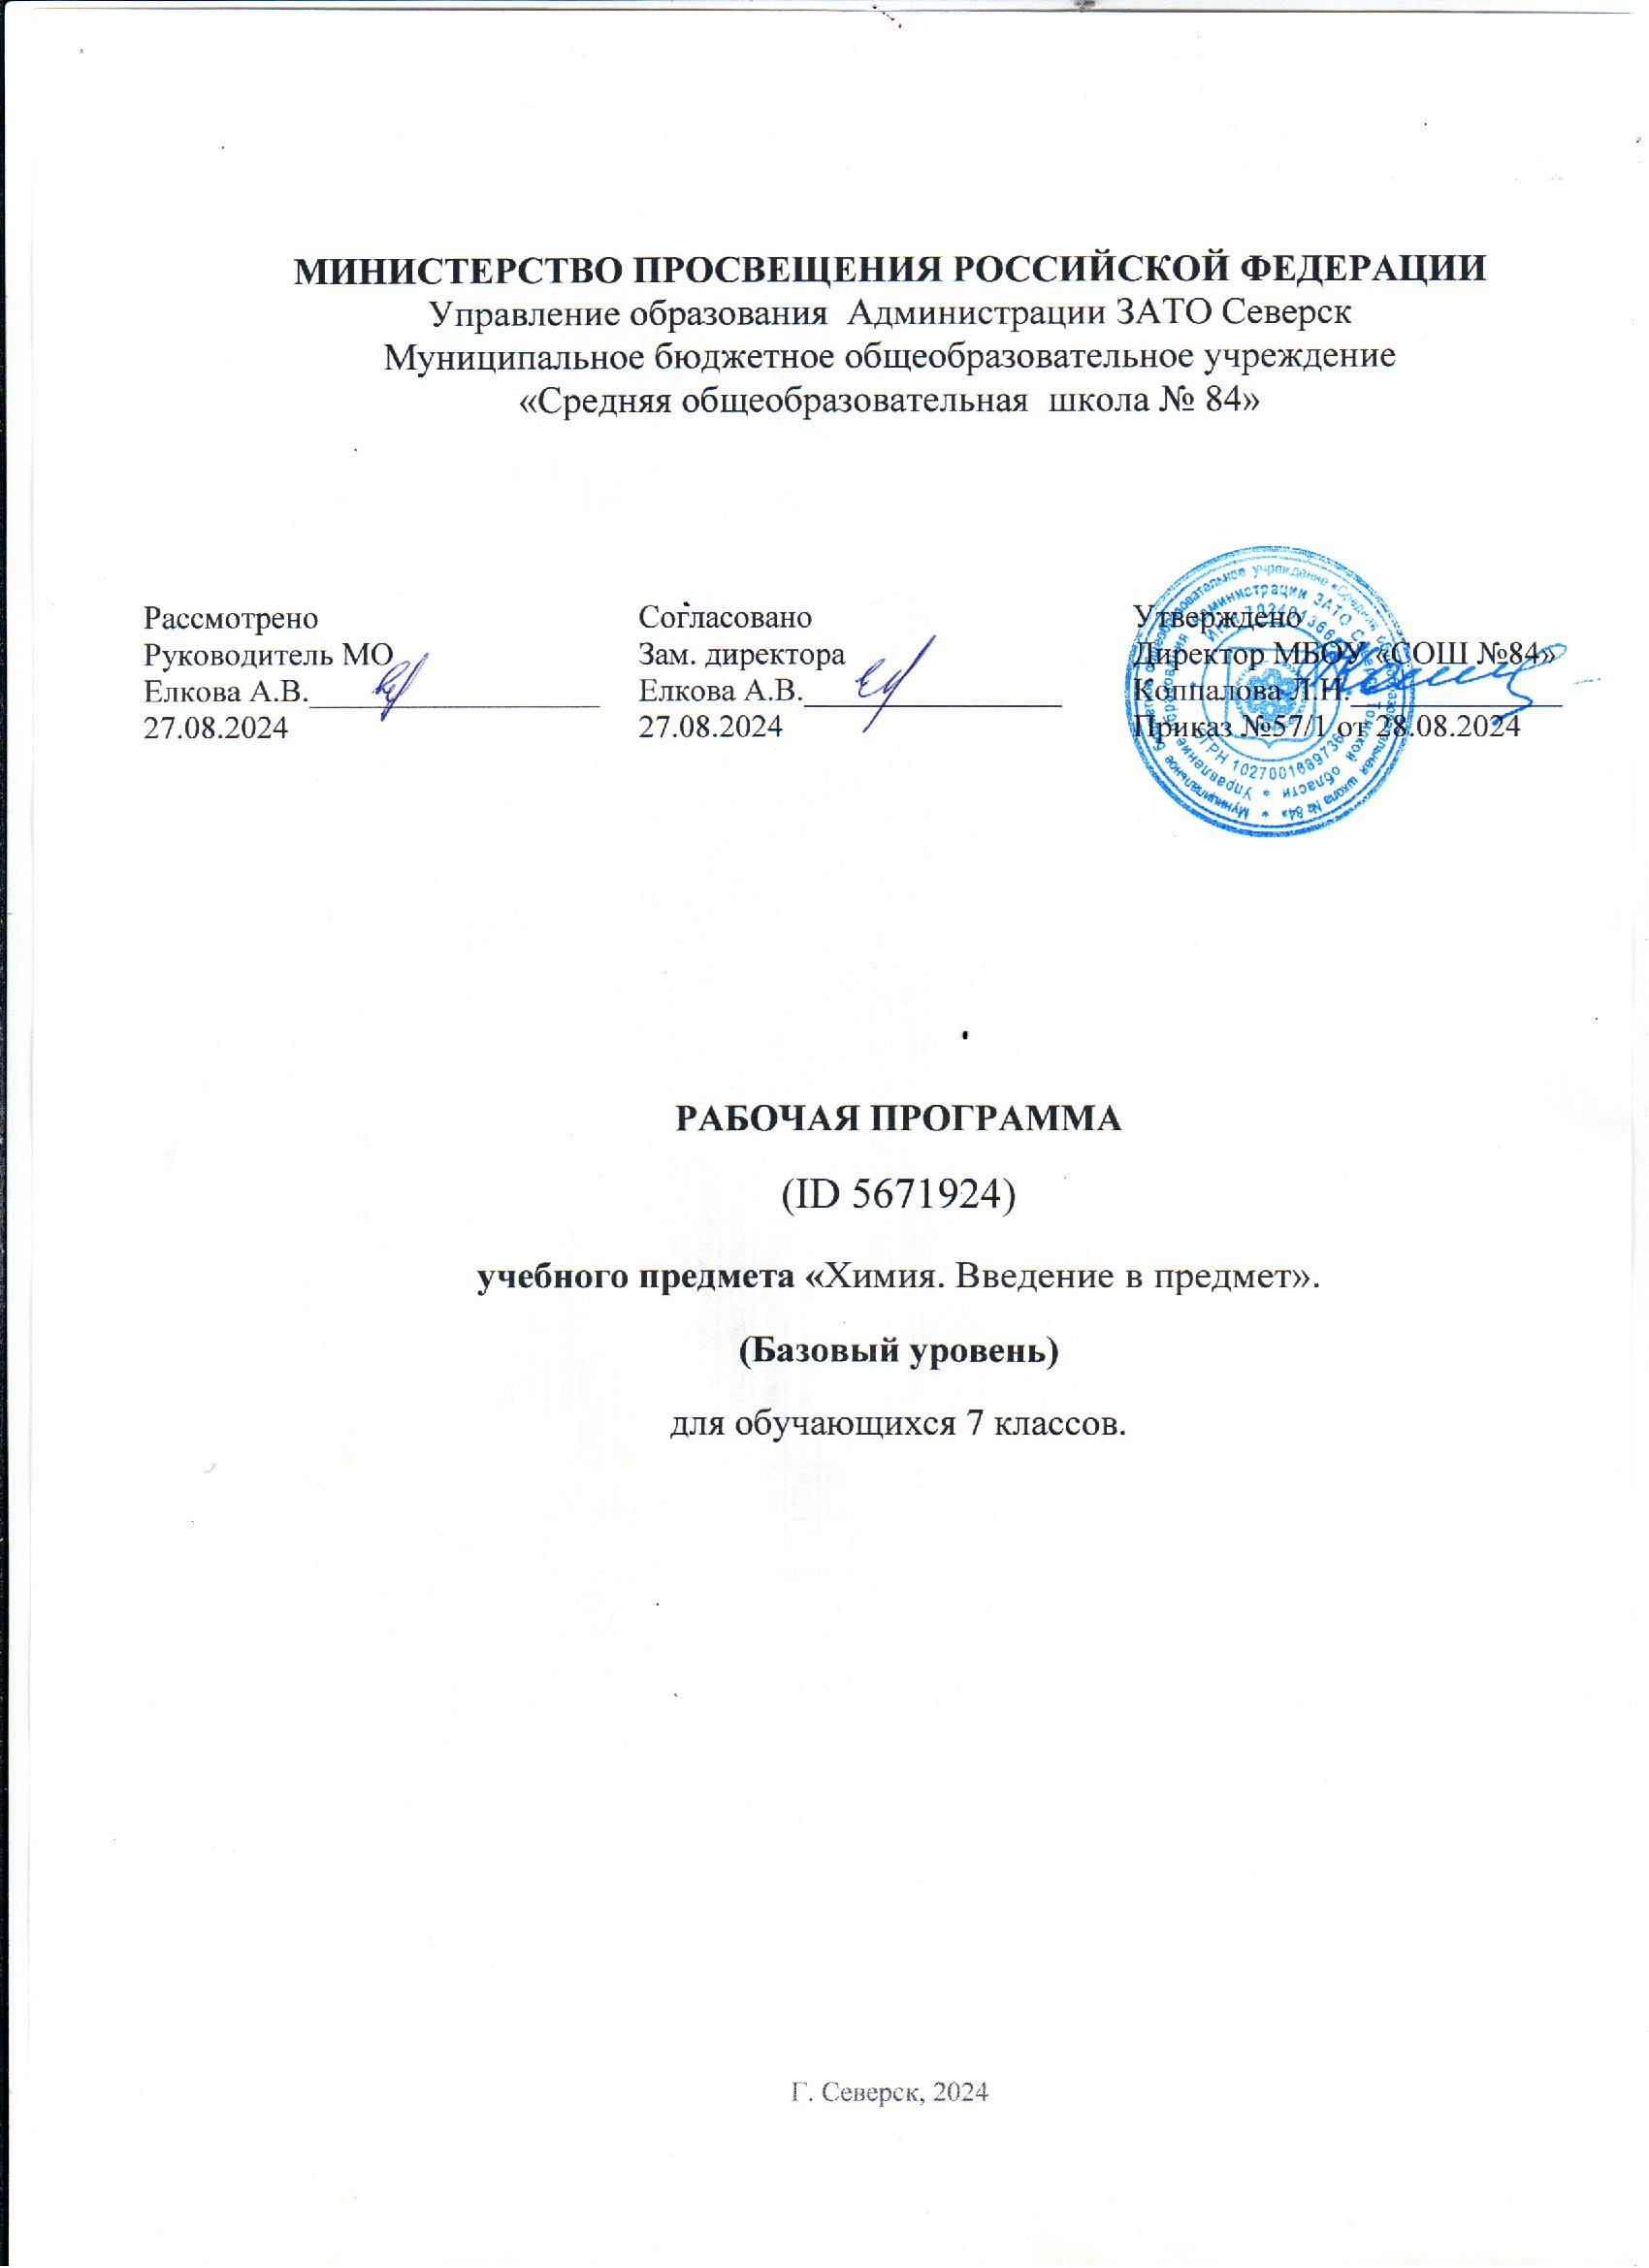 МИНИСТЕРСТВО ПРОСВЕЩЕНИЯ РОССИЙСКОЙ ФЕДЕРАЦИИ
Управление образования Администрации ЗАТО Северск
Муниципальное бюджетное общеобразовательное учреждение
«Средняя общеобразовательная школа № 84»
Рассмотрено
Руководитель МО
Елкова А.В.
27.08.2024
Согласовано
Зам. директора
Елкова А.В.
27.08.2024
Утверждено
Директор МБОУ «СОШ №84»
Коппалова Л.Н.
Приказ №57/1 от 28.08.2024
ОГРН 1027001689736
РАБОЧАЯ ПРОГРАММА
(ID 5671924)
учебного предмета «Химия. Введение в предмет».
(Базовый уровень)
для обучающихся 7 классов.
Г. Северск, 2024